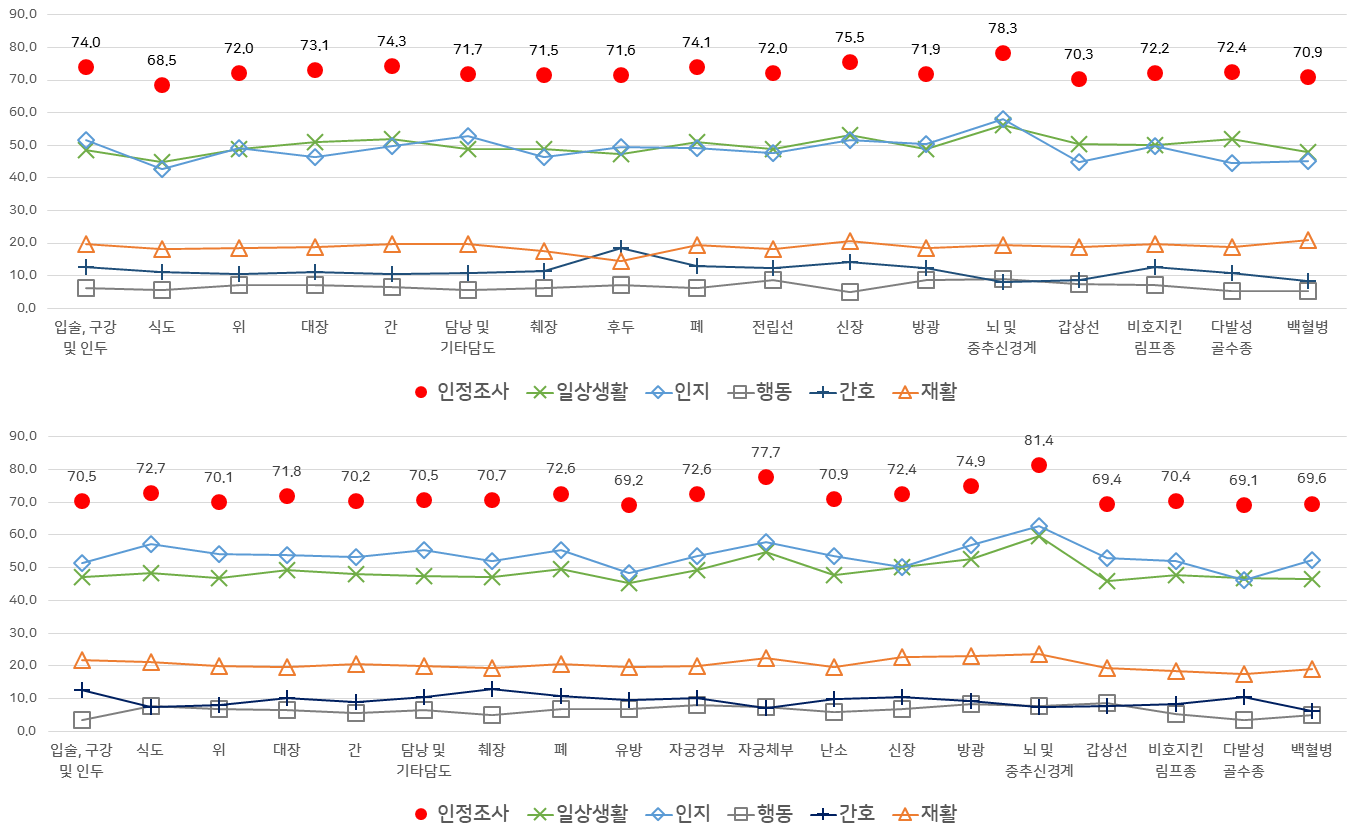 90.0
80.0
70.0
60.0
50.0
40.0
30.0
20.0
10.0
0.0
74.0 68.5 72.0 73.1 74.3 71.7 71.5 71.6 74.1 72.0 75.5 71.9 78.3 70.3 72.2 72.4 70.9
입술, 구강 식도 위 대장 간 담낭 및 췌장 후두 폐 전립선 신장 방광 뇌 및 갑상선 비호지킨 다발성 백혈병
및 인두 기타담도 중추신경계 림프종 골수종
인정조사 일상생활 인지 행동 간호 재활
90.0
80.0
70.0
60.0
50.0
40.0
30.0
20.0
10.0
0.0
70.5 72.7 70.1 71.8 70.2 70.5 70.7 72.6 69.2 72.6 77.7 70.9 72.4 74.9 81.4 69.4 70.4 69.1 69.6
입술, 구강 식도 위 대장 간 담낭 및 췌장 폐 유방 자궁경부 자궁체부 난소 신장 방광 뇌 및 갑상선 비호지킨 다발성 백혈병
및 인두 기타담도 중추신경계 림프종 골수종
인정조사 일상생활 인지 행동 간호 재활